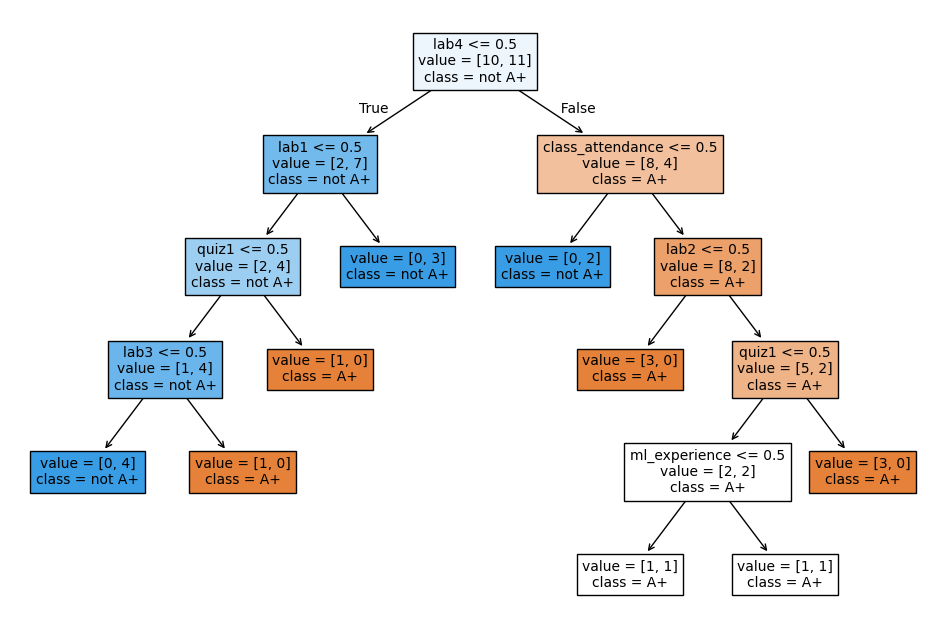 lab4 <= 0.5
value = [10, 11]
class = not A+
True
False
lab1 <= 0.5
value = [2, 7]
class = not A+
class_attendance <= 0.5
value = [8, 4]
class = A+
quiz1 <= 0.5
value = [2, 4]
class = not A+
value = [0, 3]
class = not A+
value = [0, 2]
class = not A+
lab2 <= 0.5
value = [8, 2]
class = A+
lab3 <= 0.5
value = [1, 4]
class = not A+
value = [1, 0]
class = A+
value = [3, 0]
class = A+
quiz1 <= 0.5
value = [5, 2]
class = A+
value = [0, 4]
class = not A+
value = [1, 0]
class = A+
ml_experience <= 0.5
value = [2, 2]
class = A+
value = [3, 0]
class = A+
value = [1, 1]
class = A+
value = [1, 1]
class = A+